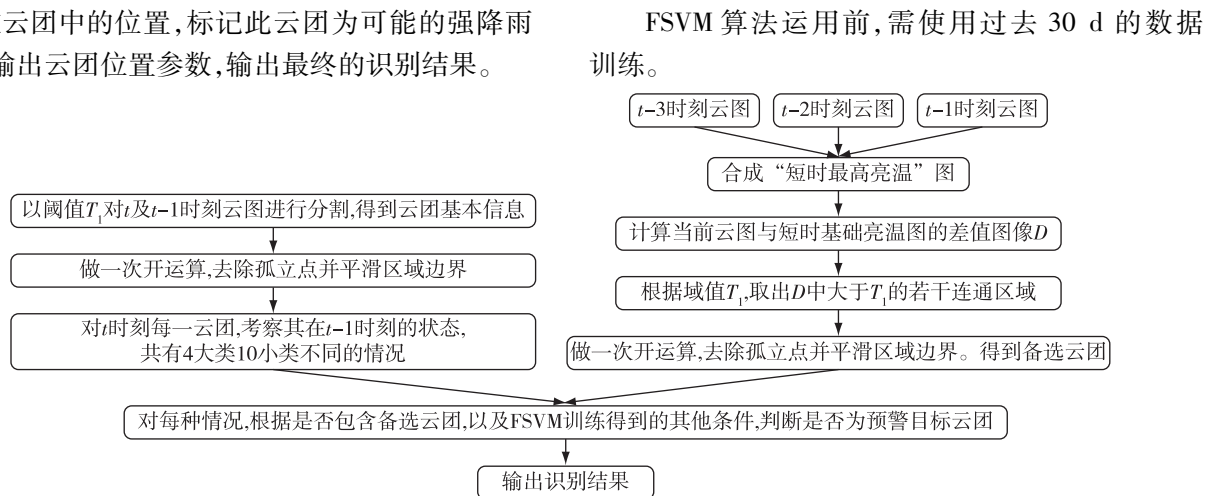 云团中的位置,标记此云团为可能的强降雨
输出云团位置参数,输出最终的识别结果。
FSVM 算法运用前,需使用过去 30 d 的数据
训练。
t-3时刻云图
t-2时刻云图
t-1时刻云图
合成“短时最高亮温”图
计算当前云图与短时基础亮温图的差值图像D
根据域值T1,取出D中大于T1的若干连通区域
做一次开运算,去除孤立点并平滑区域边界。得到备选云团
以阈值T1对t及t-1时刻云图进行分割,得到云团基本信息
做一次开运算,去除孤立点并平滑区域边界
对t时刻每一云团,考察其在t-1时刻的状态,
共有4大类10小类不同的情况
对每种情况,根据是否包含备选云团,以及FSVM训练得到的其他条件,判断是否为预警目标云团
输出识别结果